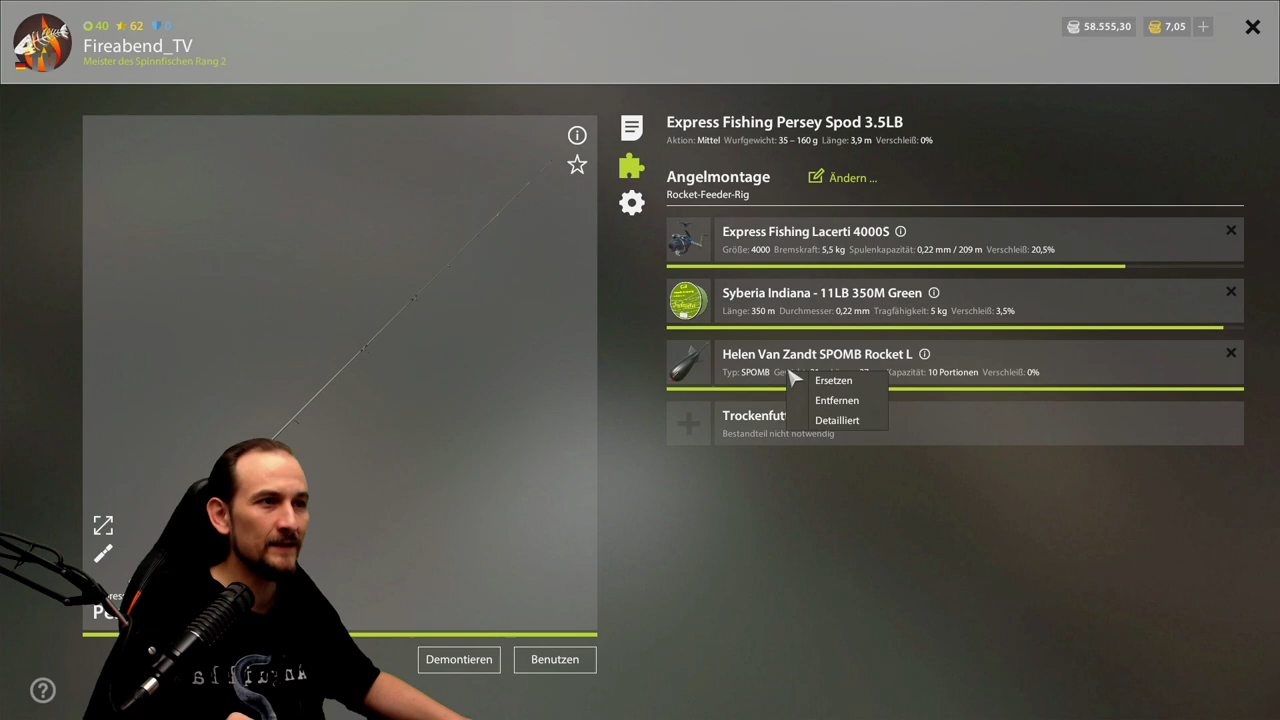 40 62 0
Fireabend_TV
Meister des Spinnfischen Rang 2
58.555,30
7,05
Express Fishing Persey Spod 3.5LB
Aktion: Mittel Wurfgewicht: 35 – 160 g Länge: 3,9 m Verschleiß: 0%
Angelmontage
Ändern ...
Rocket-Feeder-Rig
Express Fishing Lacerti 4000S
Größe: 4000 Bremskraft: 5,5 kg Spulenkapazität: 0,22 mm / 209 m Verschleiß: 20,5%
Syberia Indiana - 11LB 350M Green
Länge: 350 m Durchmesser: 0,22 mm Tragfähigkeit: 5 kg Verschleiß: 3,5%
Helen Van Zandt SPOMB Rocket L
Typ: SPOMB Kapazität: 10 Portionen Verschleiß: 0%
Ersetzen
Entfernen
Detailliert
Trockenfut
Bestandteil nicht notwendig
Demontieren
Benutzen